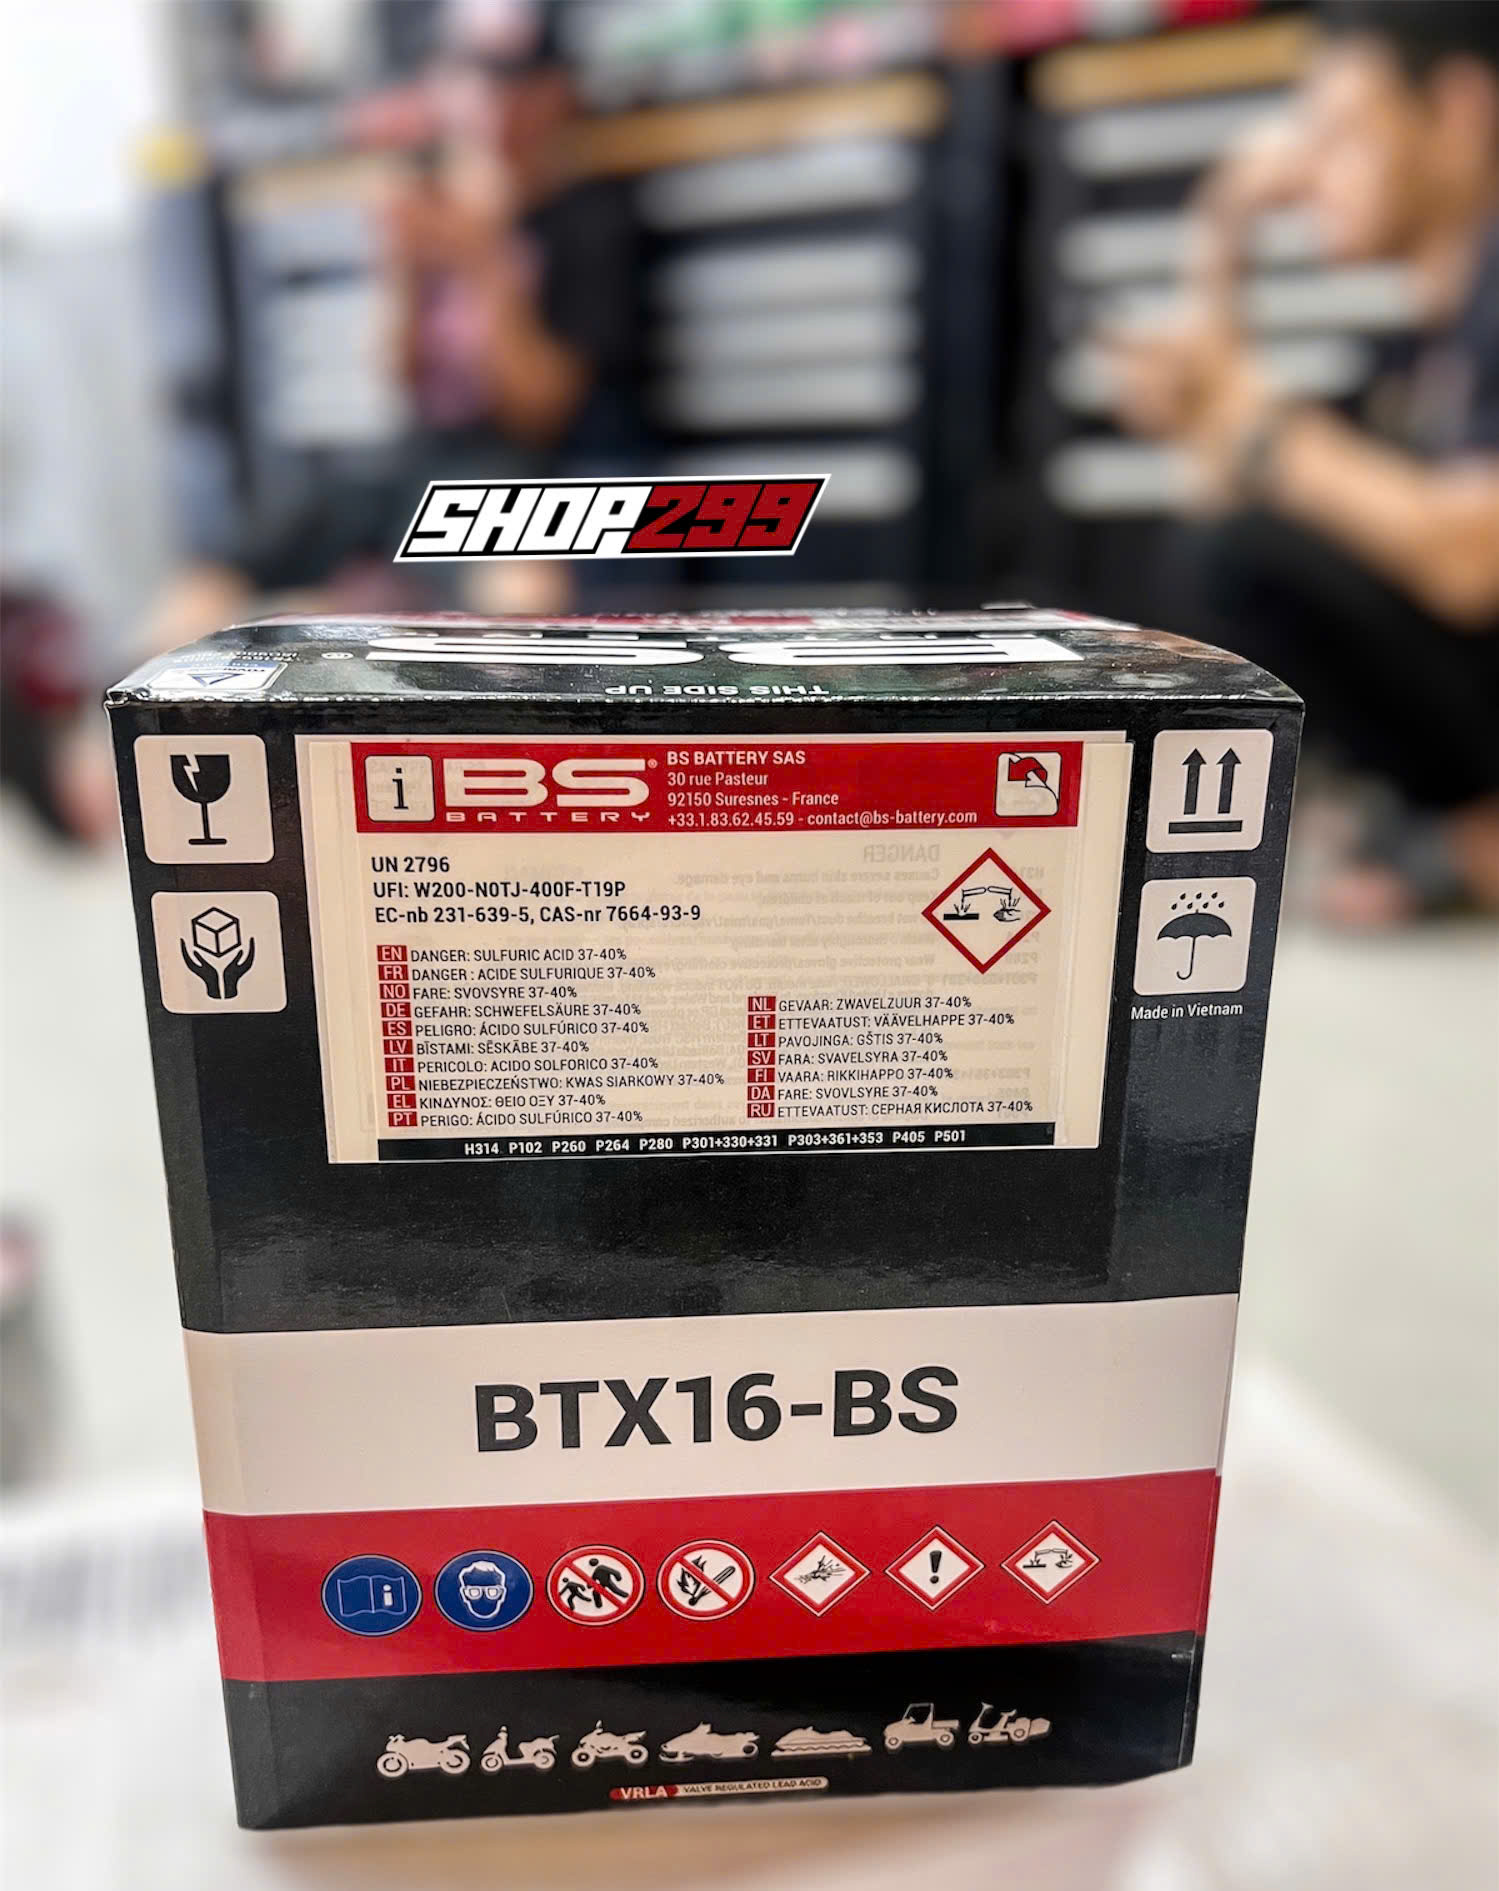 SHOP299
THIS SIDE UP
i BS® BATTERY
BS BATTERY SAS
30 rue Pasteur
92150 Suresnes - France
+33.1.83.62.45.59 - contact@bs-battery.com
UN 2796
UFI: W200-N0TJ-400F-T19P
EC-nb 231-639-5, CAS-nr 7664-93-9
DANGER
EN DANGER: SULFURIC ACID 37-40%
FR DANGER : ACIDE SULFURIQUE 37-40%
NO FARE: SVOVSYRE 37-40%
DE GEFAHR: SCHWEFELSÄURE 37-40%
ES PELIGRO: ÁCIDO SULFÚRICO 37-40%
LV BĪSTAMI: SĒSKĀBE 37-40%
IT PERICOLO: ACIDO SOLFORICO 37-40%
PL NIEBEZPIECZEŃSTWO: KWAS SIARKOWY 37-40%
EL ΚΙΝΔΥΝΟΣ: ΘΕΙΟ ΟΞΥ 37-40%
PT PERIGO: ÁCIDO SULFÚRICO 37-40%
NL GEVAAR: ZWAVELZUUR 37-40%
ET ETTEVAATUST: VÄÄVELHAPPE 37-40%
LT PAVOJINGA: GŠTIS 37-40%
SV FARA: SVAVELSYRA 37-40%
FI VAARA: RIKKIHAPPO 37-40%
DA FARE: SVOVLSYRE 37-40%
RU ETTEVAATUST: СЕРНАЯ КИСЛОТА 37-40%
H314 P102 P260 P264 P280 P301+330+331 P303+361+353 P405 P501
Made in Vietnam
BTX16-BS
VRLA VALVE REGULATED LEAD ACID